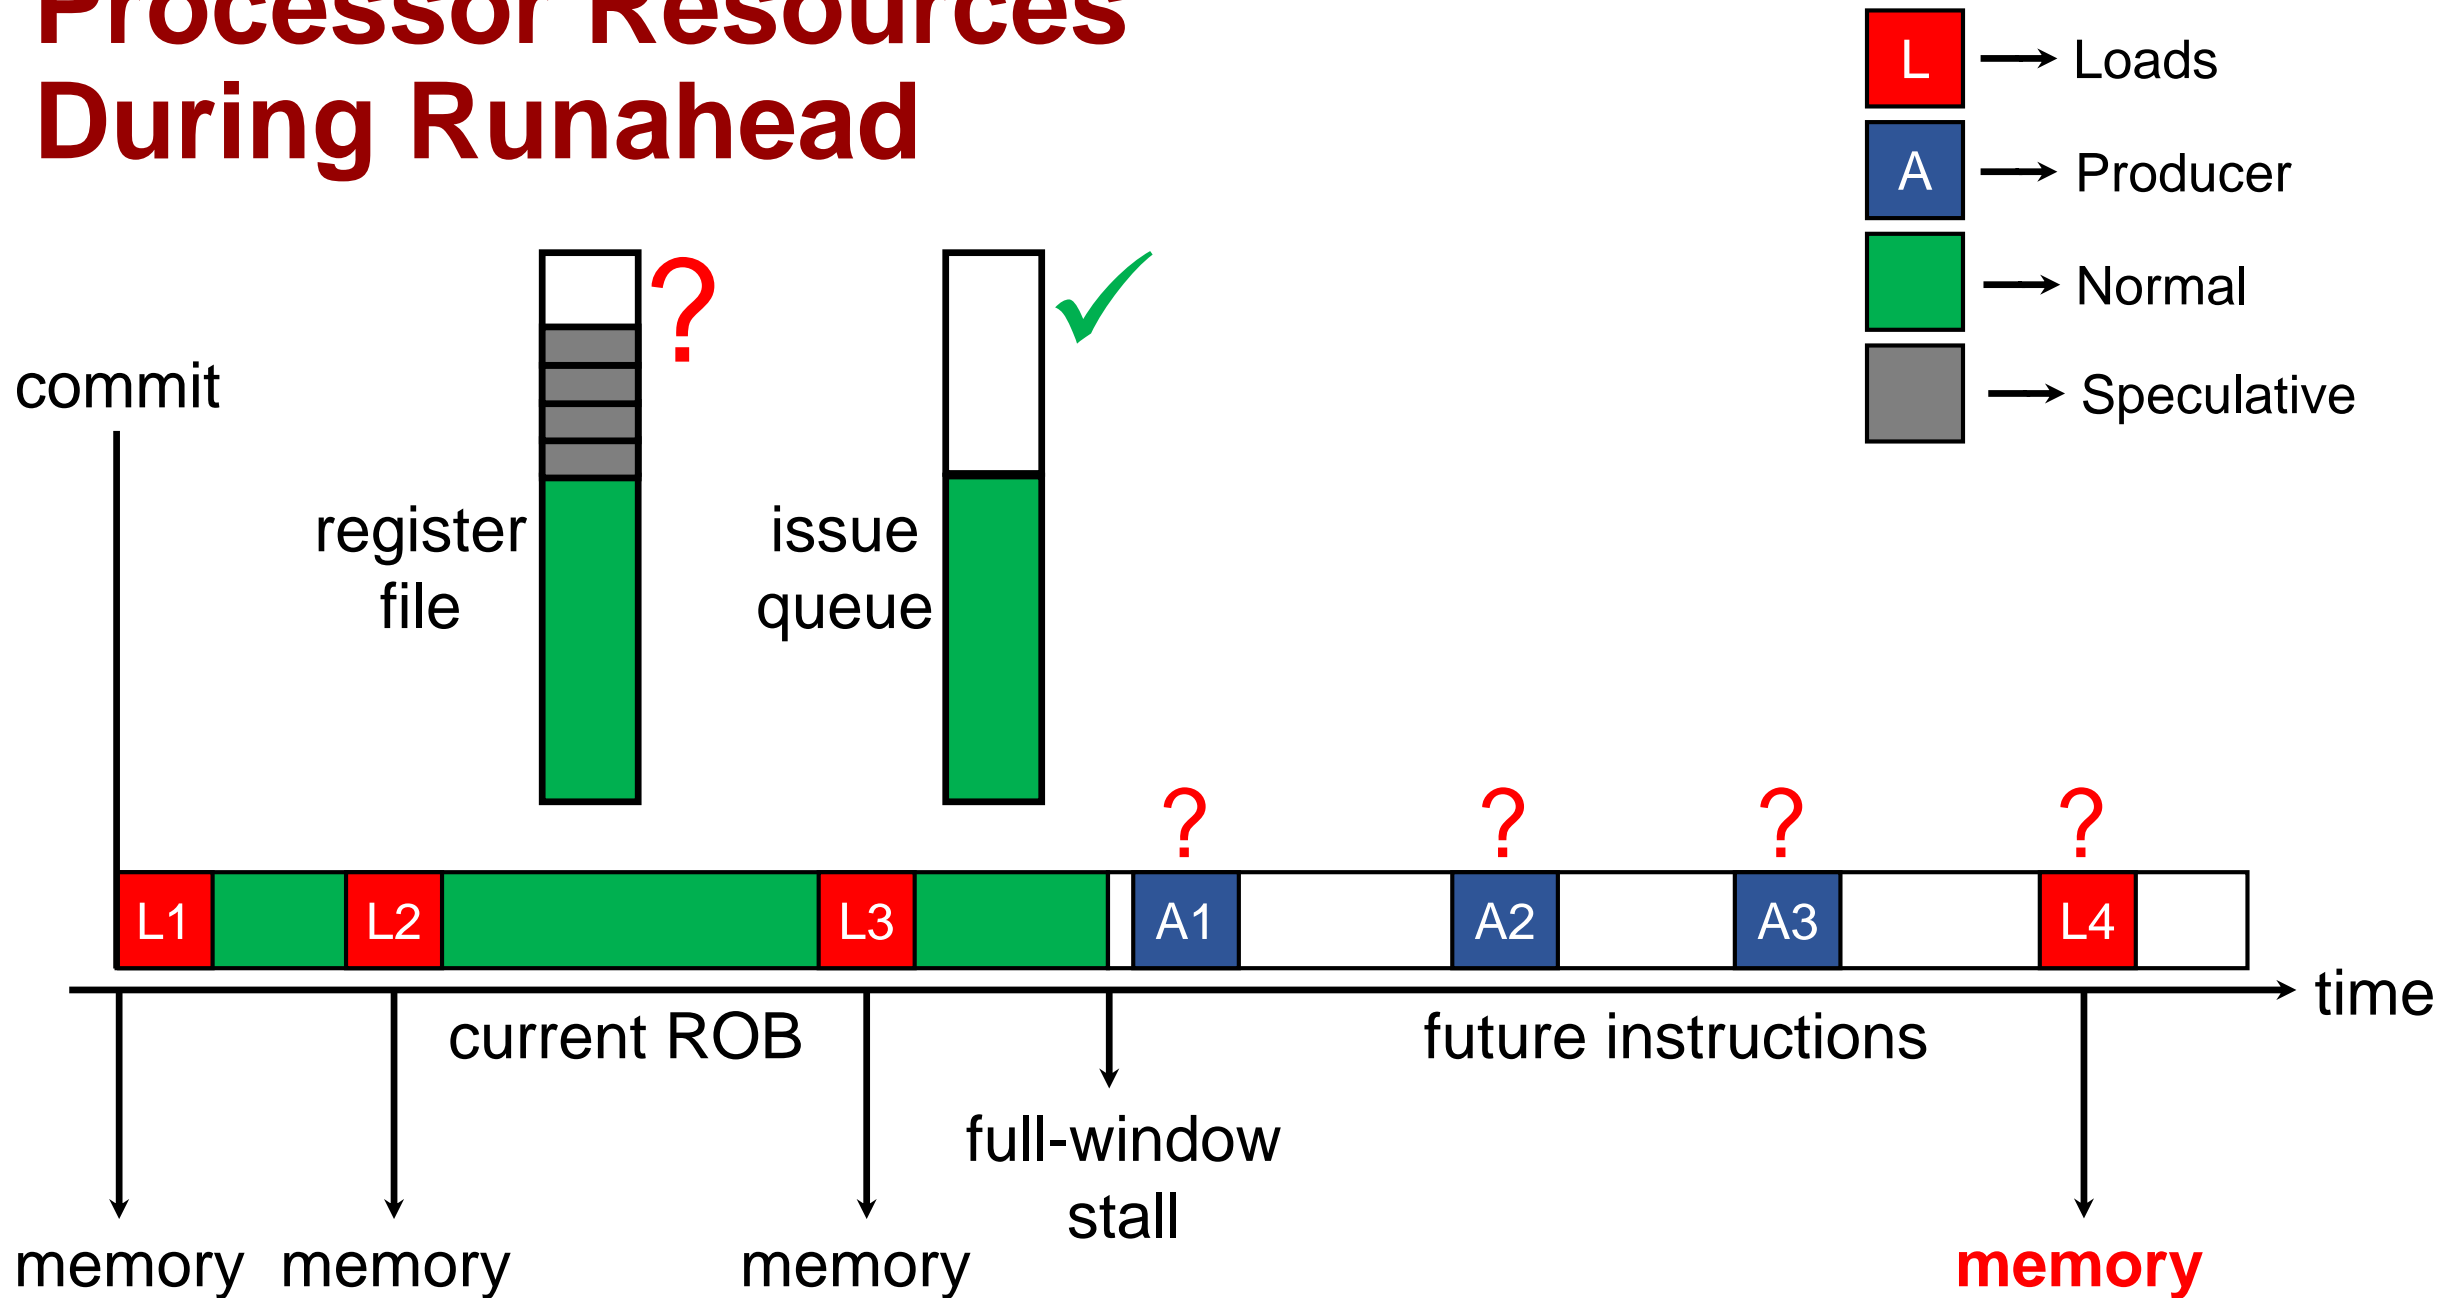 Processor Resources
During Runahead
L
Loads
A
Producer
Normal
Speculative
?
commit
register
file
issue
queue
? ? ? ?
L1 L2 L3 A1 A2 A3 L4
time
current ROB
future instructions
full-window
stall
memory memory memory memory